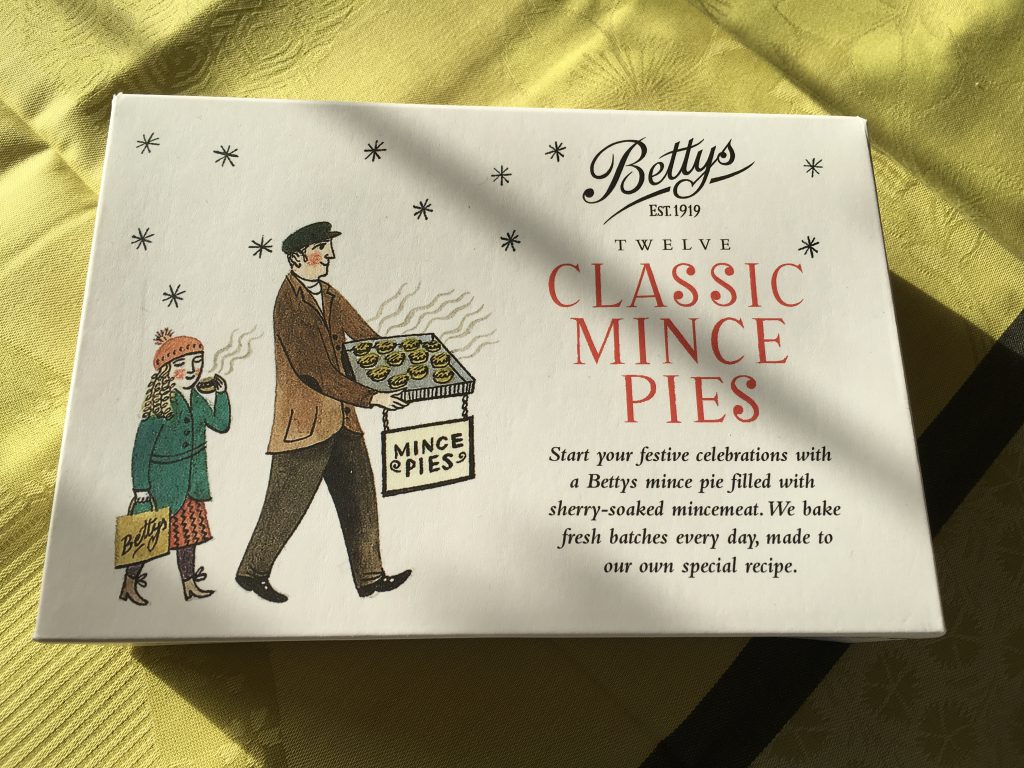 Bettys
EST. 1919
TWELVE
CLASSIC
MINCE
PIES
Start your festive celebrations with
a Bettys mince pie filled with
sherry-soaked mincemeat. We bake
fresh batches every day, made to
our own special recipe.
MINCE
PIES
Bettys